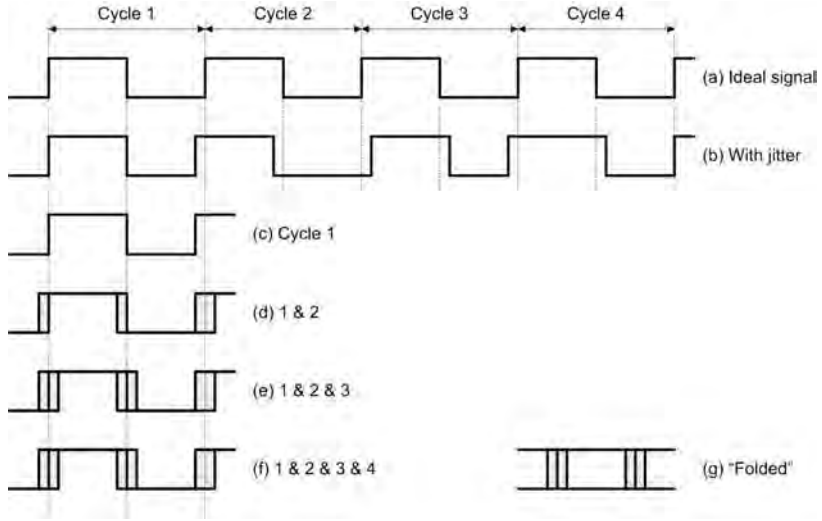 Cycle 1 Cycle 2 Cycle 3 Cycle 4
(a) Ideal signal
(b) With jitter
(c) Cycle 1
(d) 1 & 2
(e) 1 & 2 & 3
(f) 1 & 2 & 3 & 4
(g) “Folded”